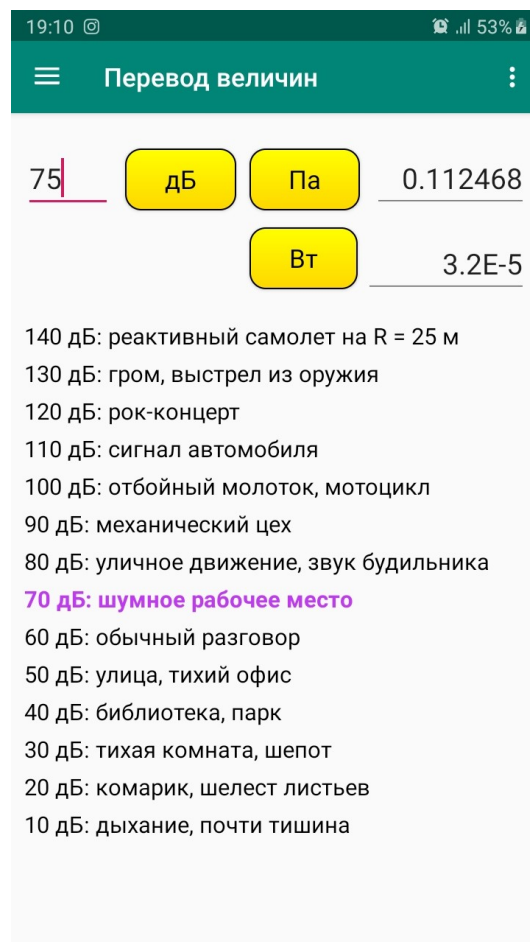 19:10 53%
Перевод величин
75 дБ Па 0.112468
Вт 3.2E-5
140 дБ: реактивный самолет на R = 25 м
130 дБ: гром, выстрел из оружия
120 дБ: рок-концерт
110 дБ: сигнал автомобиля
100 дБ: отбойный молоток, мотоцикл
90 дБ: механический цех
80 дБ: уличное движение, звук будильника
70 дБ: шумное рабочее место
60 дБ: обычный разговор
50 дБ: улица, тихий офис
40 дБ: библиотека, парк
30 дБ: тихая комната, шепот
20 дБ: комарик, шелест листьев
10 дБ: дыхание, почти тишина